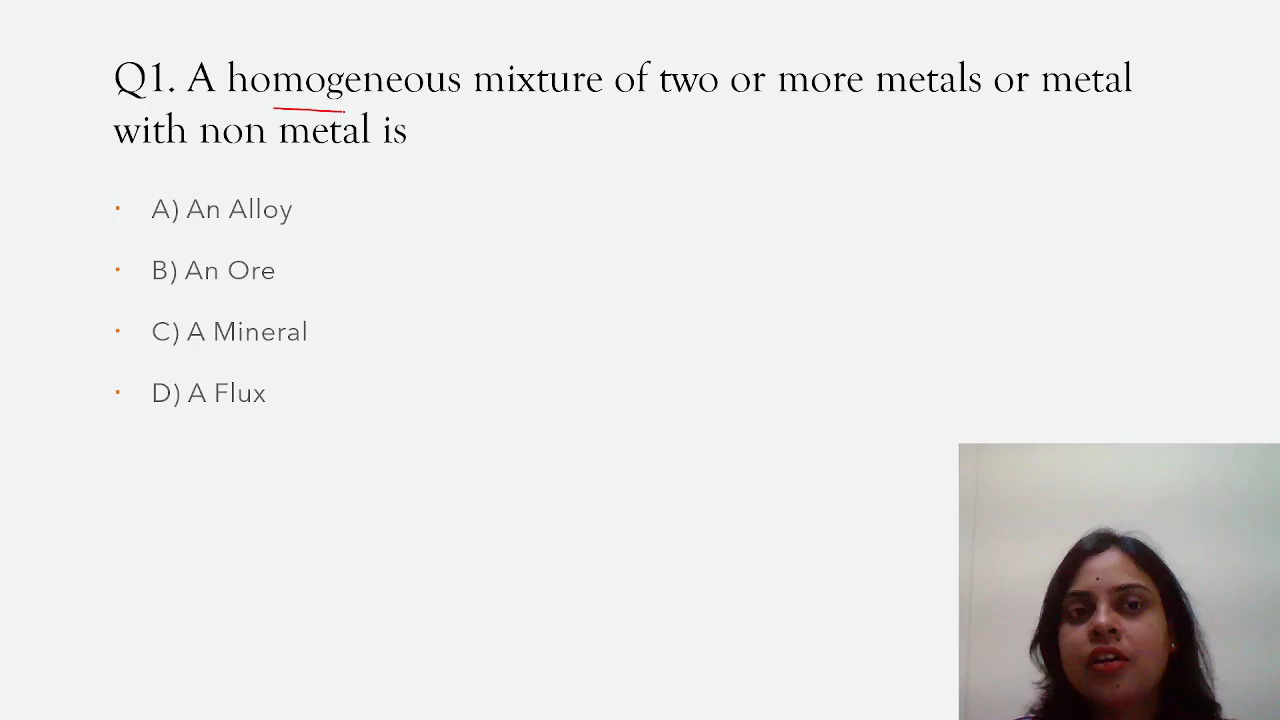 Q1. A homogeneous mixture of two or more metals or metal
with non metal is
• A) An Alloy
• B) An Ore
• C) A Mineral
• D) A Flux